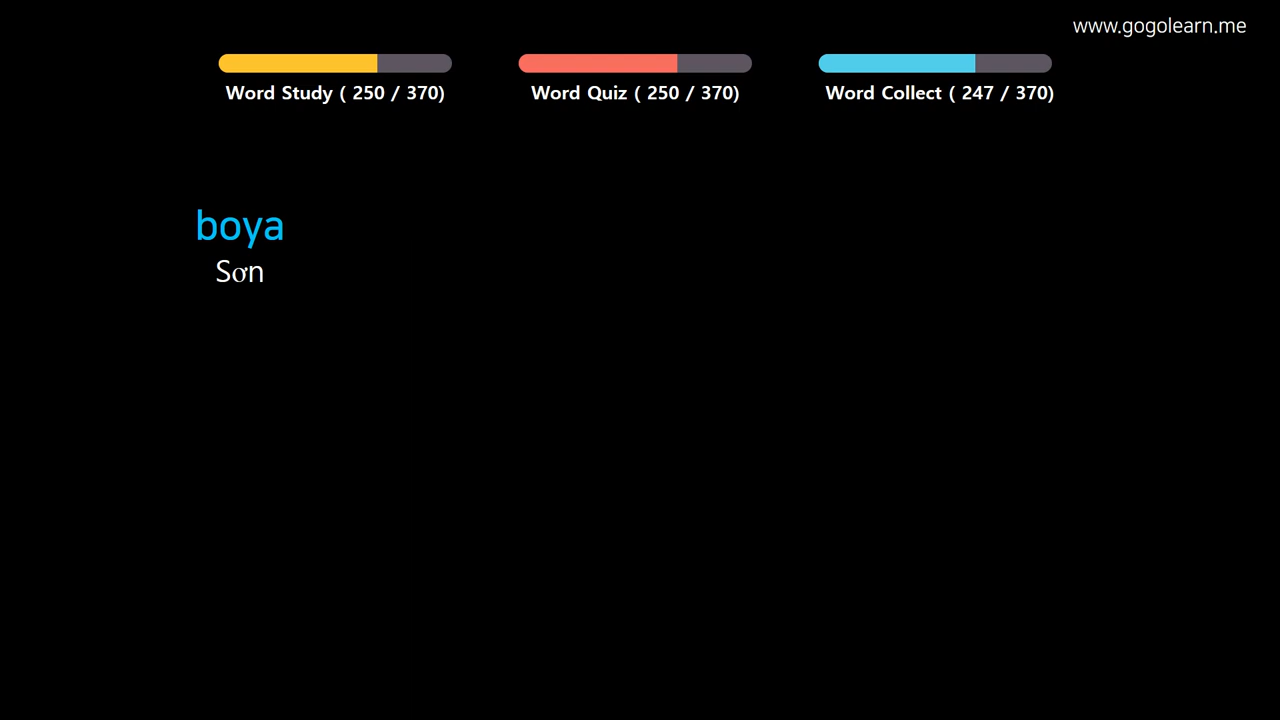 www.gogolearn.me
Word Study ( 250 / 370)
Word Quiz ( 250 / 370)
Word Collect ( 247 / 370)
boya
Sơn